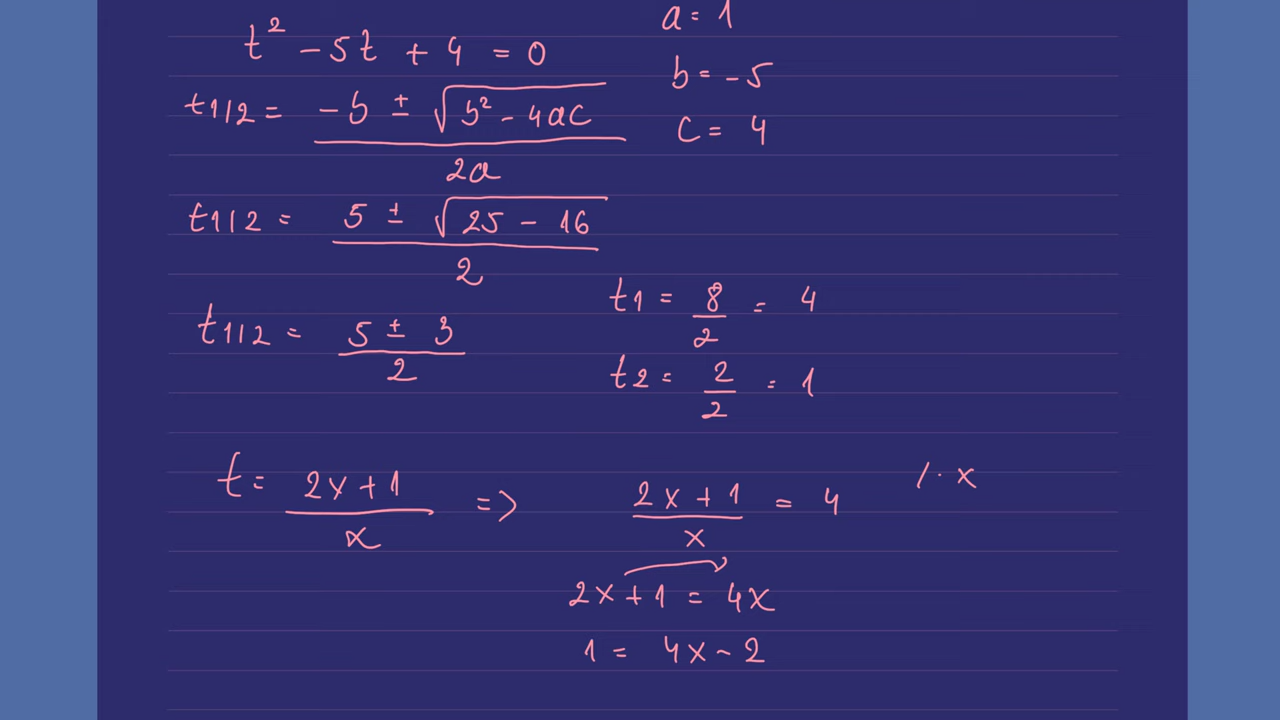 t² - 5t + 4 = 0
a = 1
b = -5
c = 4
t1/2 = (-b ± √(b² - 4ac)) / 2a
t1/2 = (5 ± √(25 - 16)) / 2
t1/2 = (5 ± 3) / 2
t1 = 8/2 = 4
t2 = 2/2 = 1
t = (2x + 1)/x => (2x + 1)/x = 4 / · x
2x + 1 = 4x
1 = 4x - 2